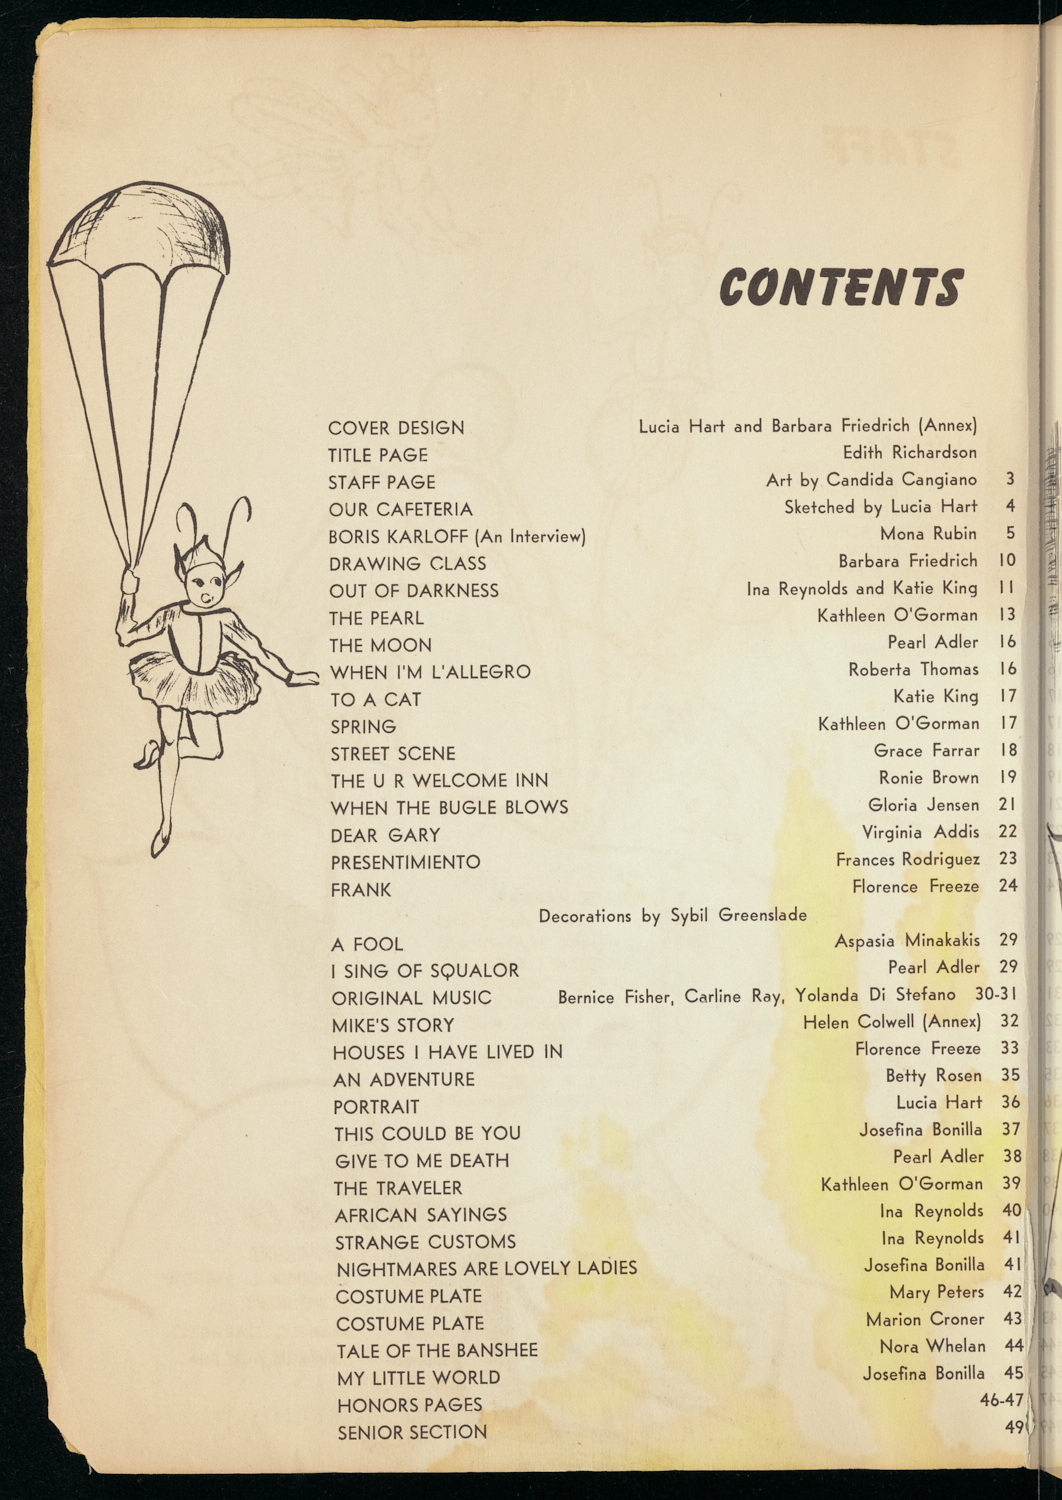 CONTENTS
COVER DESIGN Lucia Hart and Barbara Friedrich (Annex)
TITLE PAGE Edith Richardson
STAFF PAGE Art by Candida Cangiano 3
OUR CAFETERIA Sketched by Lucia Hart 4
BORIS KARLOFF (An Interview) Mona Rubin 5
DRAWING CLASS Barbara Friedrich 10
OUT OF DARKNESS Ina Reynolds and Katie King 11
THE PEARL Kathleen O'Gorman 13
THE MOON Pearl Adler 16
WHEN I'M L'ALLEGRO Roberta Thomas 16
TO A CAT Katie King 17
SPRING Kathleen O'Gorman 17
STREET SCENE Grace Farrar 18
THE U R WELCOME INN Ronie Brown 19
WHEN THE BUGLE BLOWS Gloria Jensen 21
DEAR GARY Virginia Addis 22
PRESENTIMIENTO Frances Rodriguez 23
FRANK Florence Freeze 24
Decorations by Sybil Greenslade
A FOOL Aspasia Minakakis 29
I SING OF SQUALOR Pearl Adler 29
ORIGINAL MUSIC Bernice Fisher, Carline Ray, Yolanda Di Stefano 30-31
MIKE'S STORY Helen Colwell (Annex) 32
HOUSES I HAVE LIVED IN Florence Freeze 33
AN ADVENTURE Betty Rosen 35
PORTRAIT Lucia Hart 36
THIS COULD BE YOU Josefina Bonilla 37
GIVE TO ME DEATH Pearl Adler 38
THE TRAVELER Kathleen O'Gorman 39
AFRICAN SAYINGS Ina Reynolds 40
STRANGE CUSTOMS Ina Reynolds 41
NIGHTMARES ARE LOVELY LADIES Josefina Bonilla 41
COSTUME PLATE Mary Peters 42
COSTUME PLATE Marion Croner 43
TALE OF THE BANSHEE Nora Whelan 44
MY LITTLE WORLD Josefina Bonilla 45
HONORS PAGES 46-47
SENIOR SECTION 49